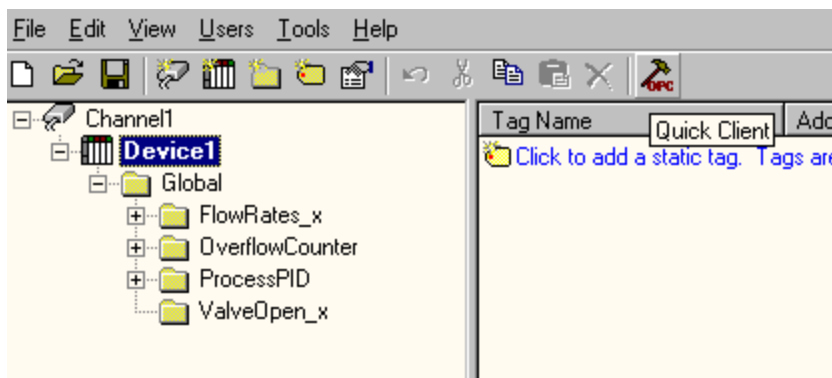 File Edit View Users Tools Help
OPC
Channel1
Device1
Global
FlowRates_x
OverflowCounter
ProcessPID
ValveOpen_x
Tag Name
Quick Client
Click to add a static tag. Tags are